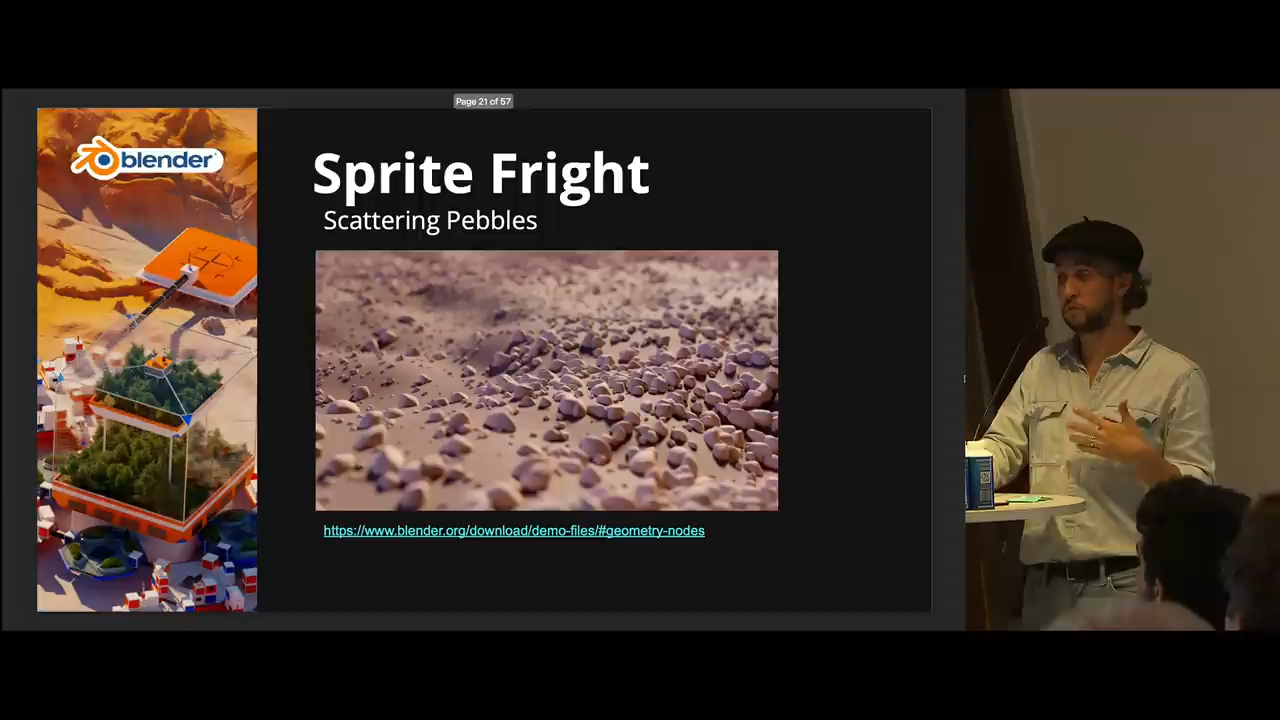 Page 21 of 57
blender
Sprite Fright
Scattering Pebbles
https://www.blender.org/download/demo-files/#geometry-nodes